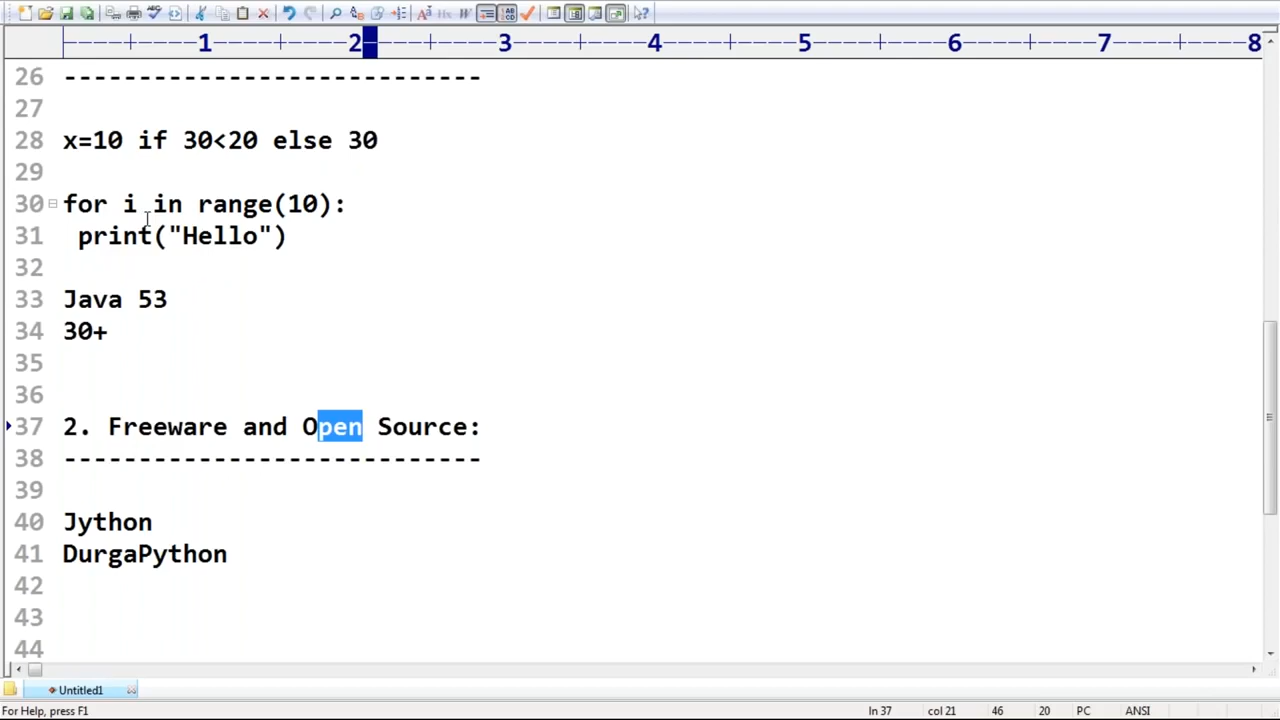 ----1----2----3----4----5----6----7----8
26 ----------------------------
27
28 x=10 if 30<20 else 30
29
30 for i in range(10):
31  print("Hello")
32
33 Java 53
34 30+
35
36
37 2. Freeware and Open Source:
38 ----------------------------
39
40 Jython
41 DurgaPython
42
43
44
Untitled1
For Help, press F1 ln 37 col 21 46 20 PC ANSI